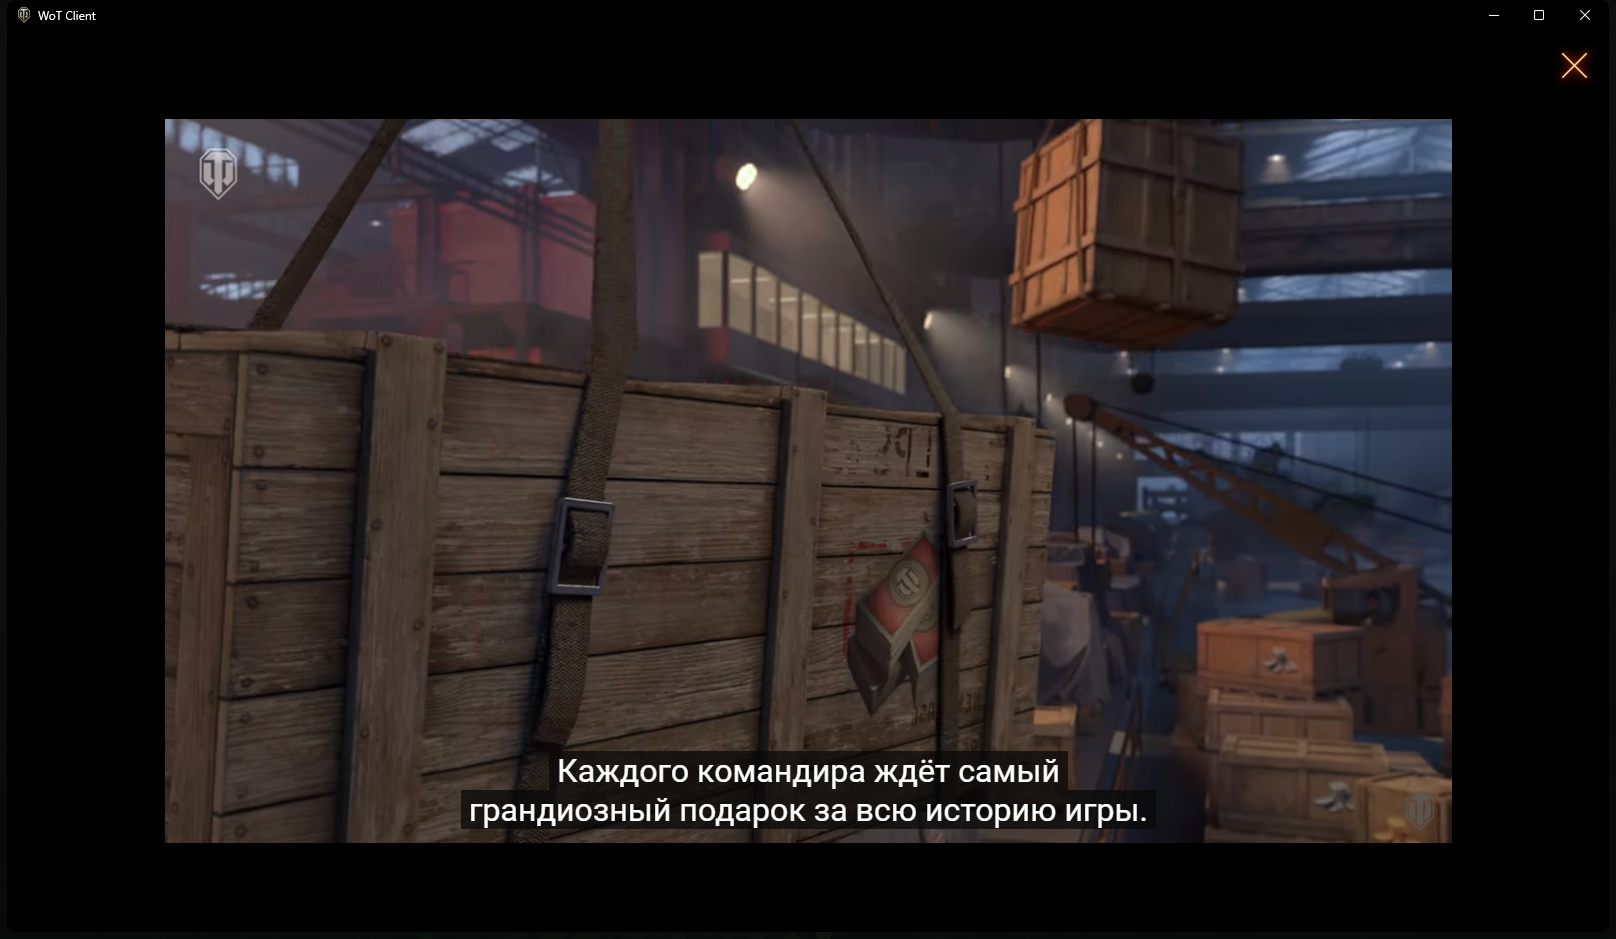 WoT Client
Каждого командира ждёт самый
грандиозный подарок за всю историю игры.